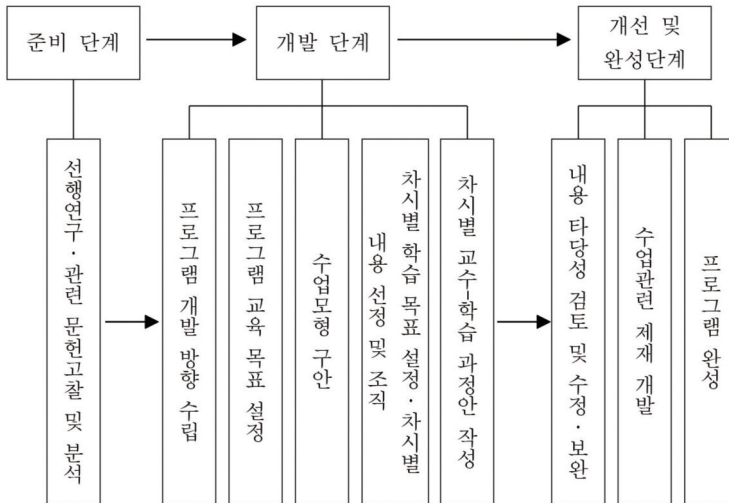 준비 단계
개발 단계
개선 및
완성단계
선행연구·관련 문헌고찰 및 분석
프로그램 개발 방향 수립
프로그램 교육 목표 설정
수업모형 구안
차시별 학습 목표 설정·차시별
내용 선정 및 조직
차시별 교수-학습 과정안 작성
내용 타당성 검토 및 수정·보완
수업관련 제재 개발
프로그램 완성